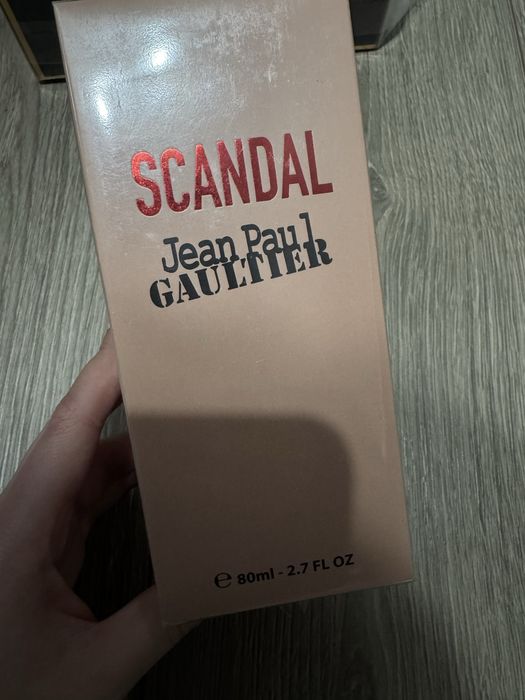 SCANDAL
Jean Paul
GAULTIER
℮ 80ml - 2.7 FL OZ